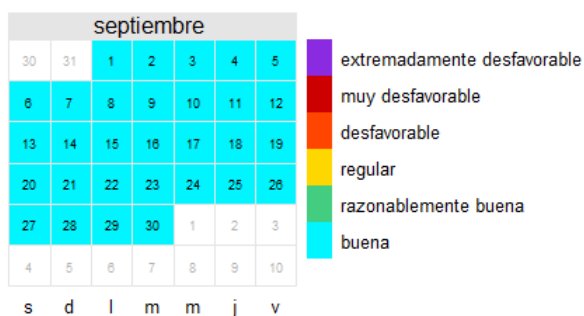 septiembre
30 31 1 2 3 4 5
6 7 8 9 10 11 12
13 14 15 16 17 18 19
20 21 22 23 24 25 26
27 28 29 30 1 2 3
4 5 6 7 8 9 10
s d l m m j v
extremadamente desfavorable
muy desfavorable
desfavorable
regular
razonablemente buena
buena